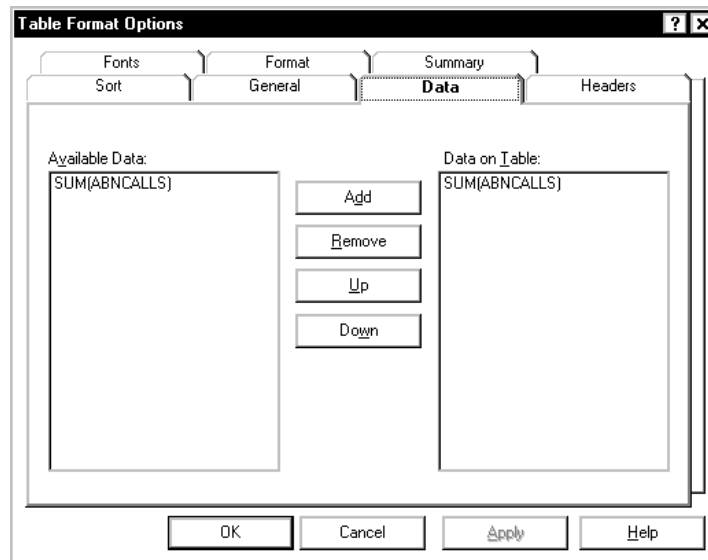 Table Format Options
Fonts Format Summary
Sort General Data Headers
Available Data: Data on Table:
SUM(ABNCALLS) SUM(ABNCALLS)
Add
Remove
Up
Down
OK Cancel Apply Help